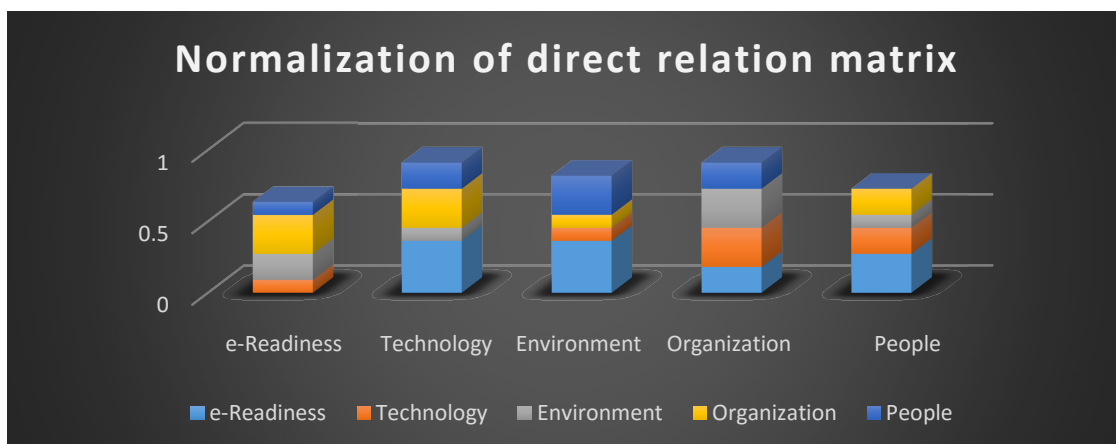 Normalization of direct relation matrix
1
0.5
0
e-Readiness Technology Environment Organization People
e-Readiness Technology Environment Organization People